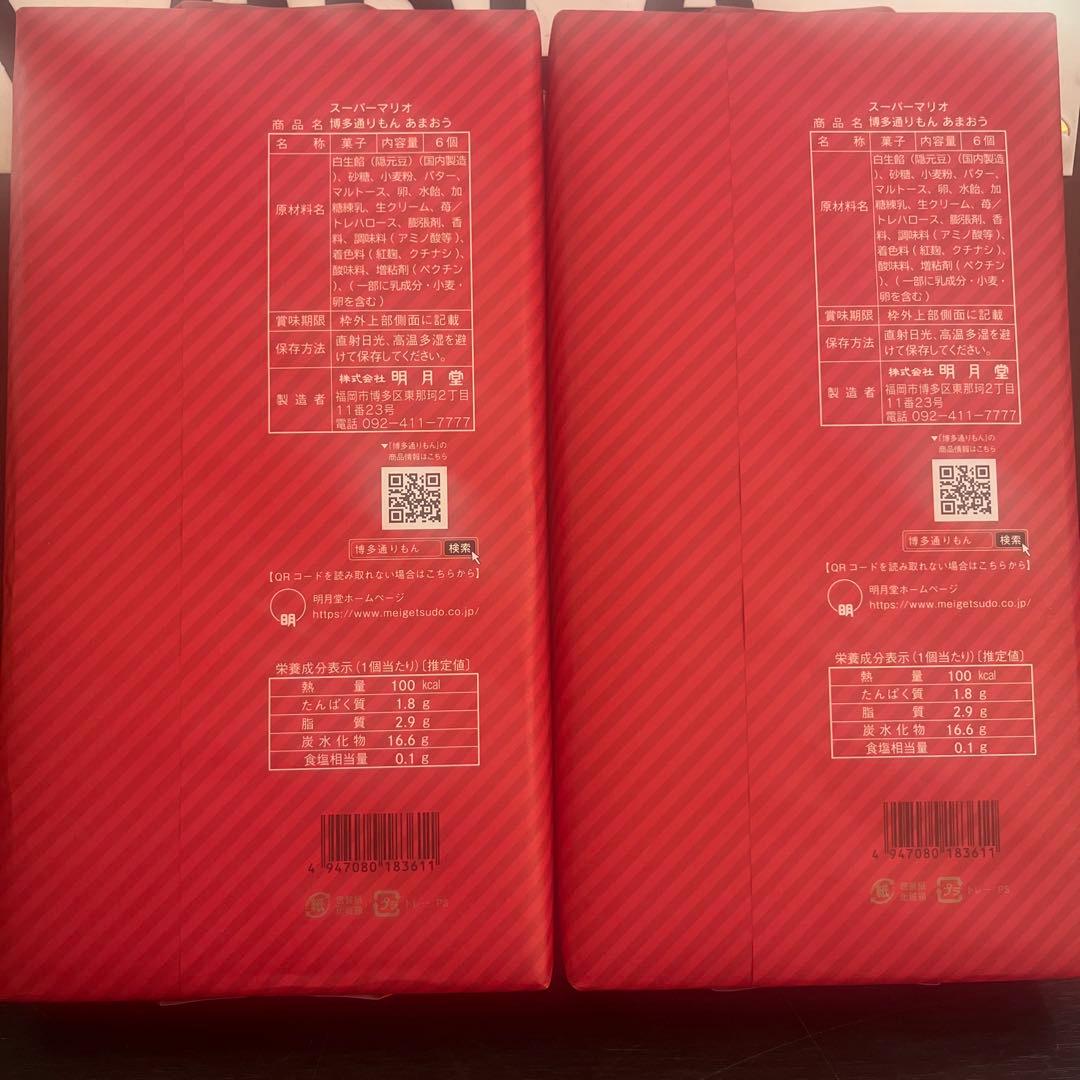 スーパーマリオ
商品名 博多通りもん あまおう
名称 菓子 内容量 6個
原材料名
白生餡（隠元豆）（国内製造
）、砂糖、小麦粉、バター、
マルトース、卵、水飴、加
糖練乳、生クリーム、苺／
トレハロース、膨張剤、香
料、調味料（アミノ酸等）、
着色料（紅麹、クチナシ）、
酸味料、増粘剤（ペクチン
）、（一部に乳成分・小麦・
卵を含む）
賞味期限 枠外上部側面に記載
保存方法 直射日光、高温多湿を避
けて保存してください。
製造者 株式会社 明月堂
福岡市博多区東那珂2丁目
11番23号
電話 092-411-7777
▼「博多通りもん」の
商品情報はこちら
博多通りもん 検索
【QRコードを読み取れない場合はこちらから】
明
明月堂ホームページ
https://www.meigetsudo.co.jp/
栄養成分表示（1個当たり）〔推定値〕
熱量 100 kcal
たんぱく質 1.8 g
脂質 2.9 g
炭水化物 16.6 g
食塩相当量 0.1 g
4 947080 183611
紙 包装紙
化粧箱
プラ トレー：PS
スーパーマリオ
商品名 博多通りもん あまおう
名称 菓子 内容量 6個
原材料名
白生餡（隠元豆）（国内製造
）、砂糖、小麦粉、バター、
マルトース、卵、水飴、加
糖練乳、生クリーム、苺／
トレハロース、膨張剤、香
料、調味料（アミノ酸等）、
着色料（紅麹、クチナシ）、
酸味料、増粘剤（ペクチン
）、（一部に乳成分・小麦・
卵を含む）
賞味期限 枠外上部側面に記載
保存方法 直射日光、高温多湿を避
けて保存してください。
製造者 株式会社 明月堂
福岡市博多区東那珂2丁目
11番23号
電話 092-411-7777
▼「博多通りもん」の
商品情報はこちら
博多通りもん 検索
【QRコードを読み取れない場合はこちらから】
明
明月堂ホームページ
https://www.meigetsudo.co.jp/
栄養成分表示（1個当たり）〔推定値〕
熱量 100 kcal
たんぱく質 1.8 g
脂質 2.9 g
炭水化物 16.6 g
食塩相当量 0.1 g
4 947080 183611
紙 包装紙
化粧箱
プラ トレー：PS